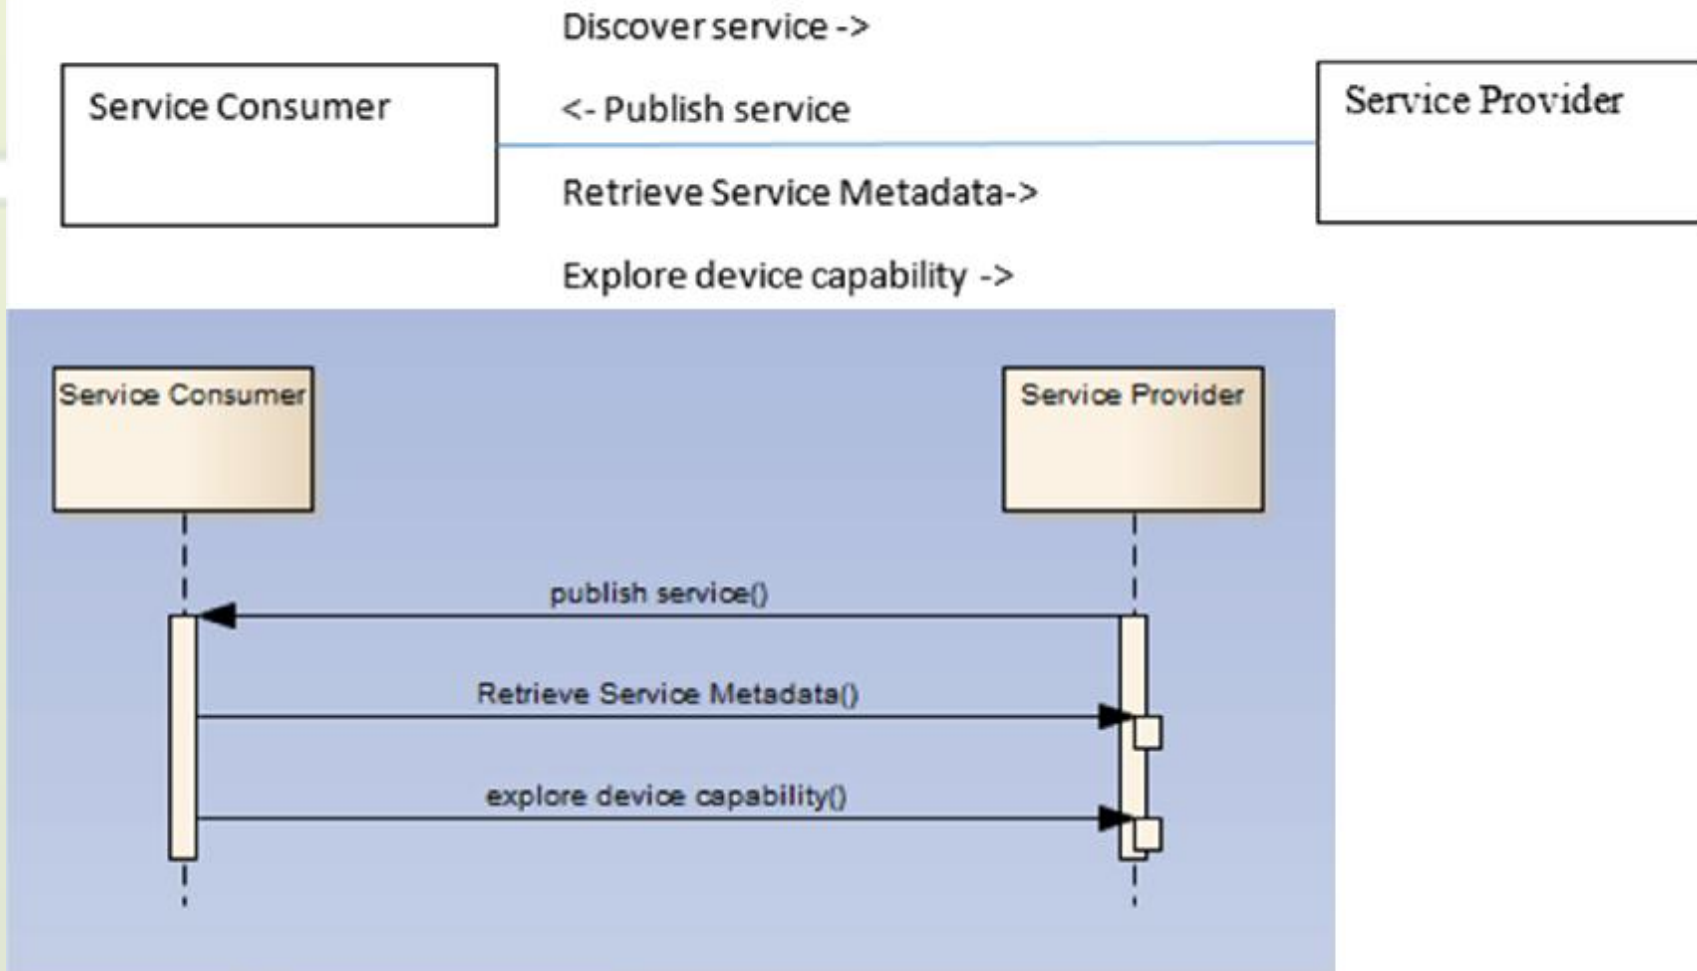 Discover service ->
Service Consumer
<- Publish service
Service Provider
Retrieve Service Metadata->
Explore device capability ->
Service Consumer
Service Provider
publish service()
Retrieve Service Metadata()
explore device capability()